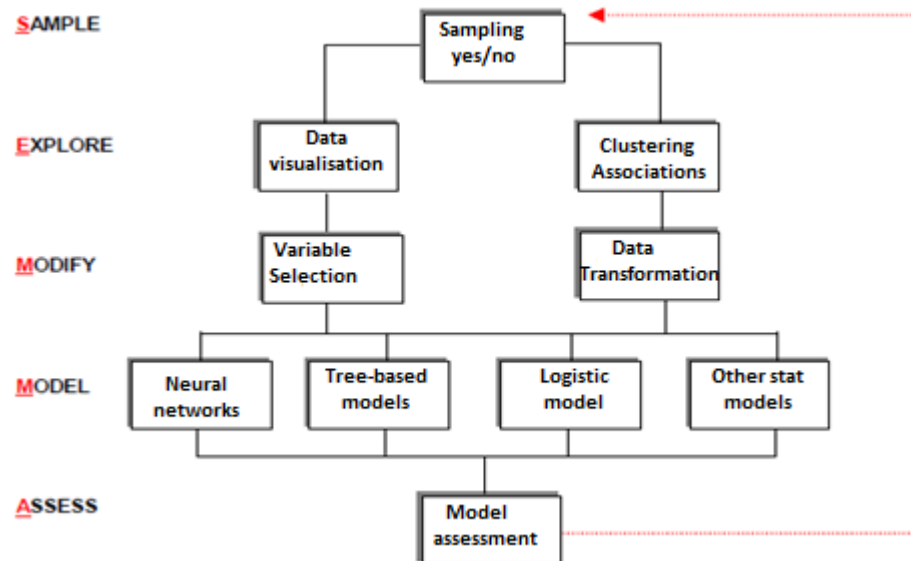 SAMPLE
Sampling
yes/no
EXPLORE
Data
visualisation
Clustering
Associations
MODIFY
Variable
Selection
Data
Transformation
MODEL
Neural
networks
Tree-based
models
Logistic
model
Other stat
models
ASSESS
Model
assessment